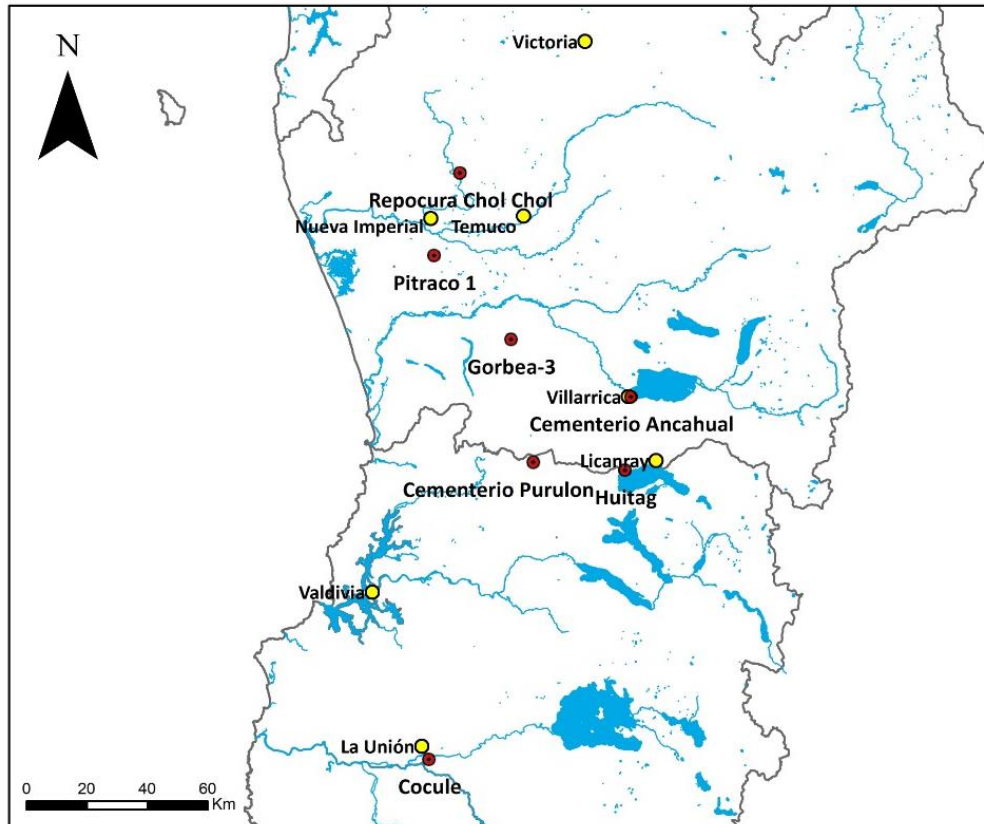 N
Victoria
Repocura Chol Chol
Nueva Imperial
Temuco
Pitraco 1
Gorbea-3
Villarrica
Cementerio Ancahual
Licanray
Cementerio Purulon
Huitag
Valdivia
La Unión
Cocule
0 20 40 60
Km